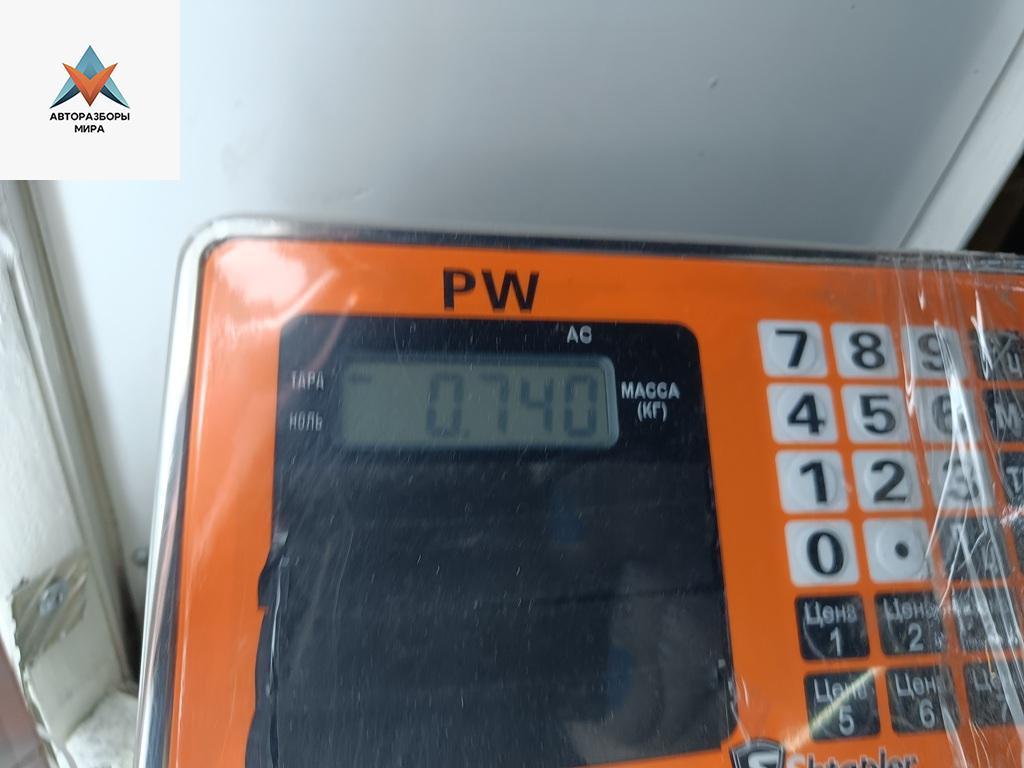 АВТОРАЗБОРЫ
МИРА
PW
AC
ТАРА
НОЛЬ
0.740
МАССА
(КГ)
7 8 9
4 5 6
1 2 3
0 •
Цена 1
Цена 2
Цена 5
Цена 6
Shtapler